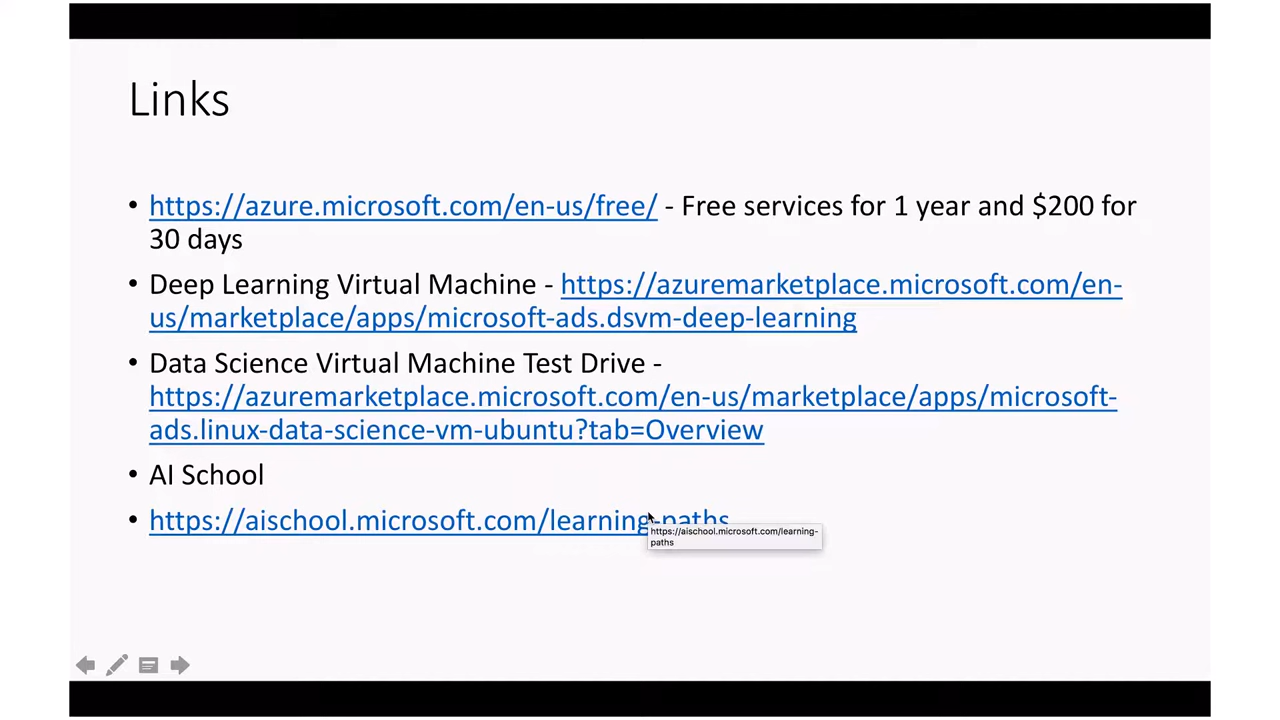 Links
• https://azure.microsoft.com/en-us/free/ - Free services for 1 year and $200 for
30 days
• Deep Learning Virtual Machine - https://azuremarketplace.microsoft.com/en-
us/marketplace/apps/microsoft-ads.dsvm-deep-learning
• Data Science Virtual Machine Test Drive -
https://azuremarketplace.microsoft.com/en-us/marketplace/apps/microsoft-
ads.linux-data-science-vm-ubuntu?tab=Overview
• AI School
• https://aischool.microsoft.com/learning-paths
https://aischool.microsoft.com/learning-
paths